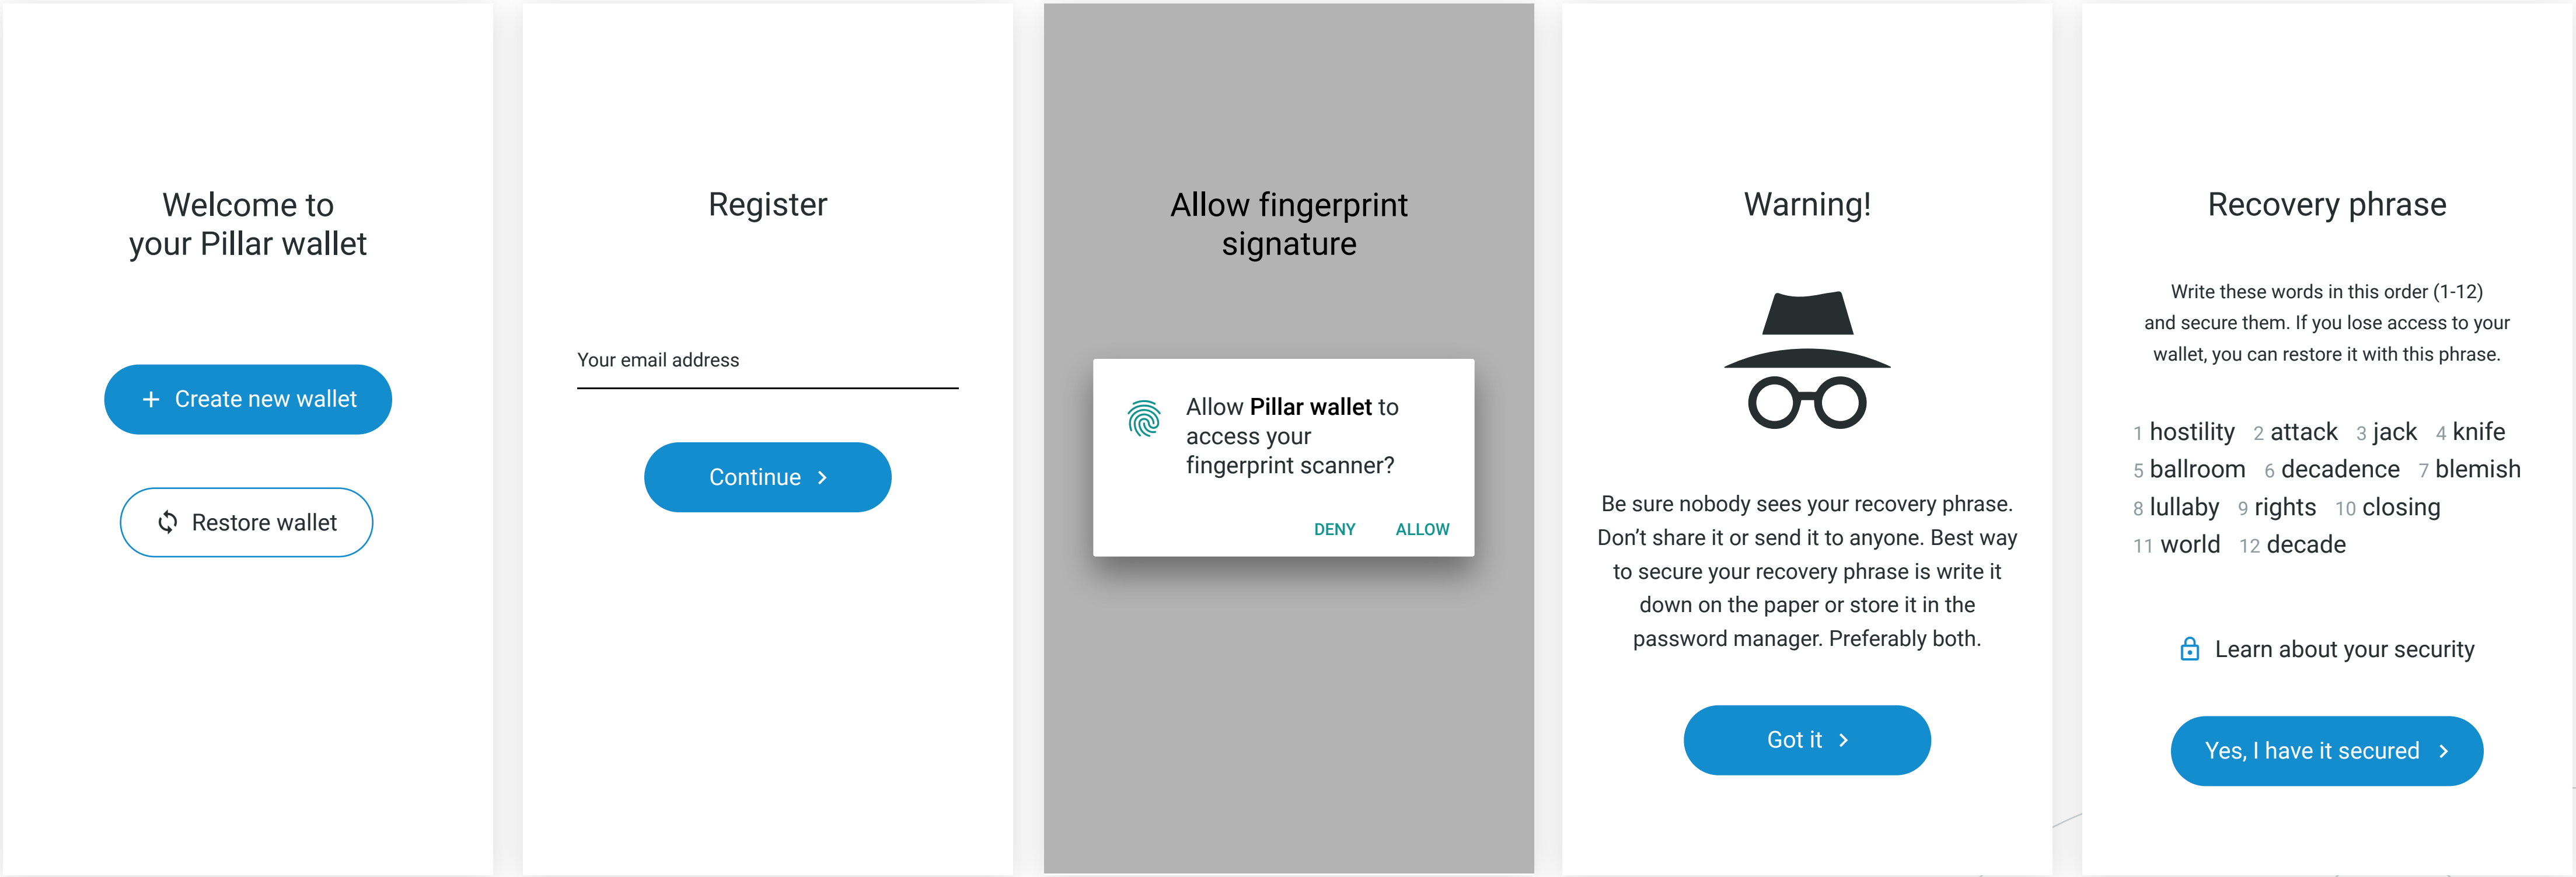 Welcome to
your Pillar wallet
+ Create new wallet
Restore wallet
Register
Your email address
Continue >
Allow fingerprint
signature
Allow Pillar wallet to
access your
fingerprint scanner?
DENY ALLOW
Warning!
Be sure nobody sees your recovery phrase.
Don’t share it or send it to anyone. Best way
to secure your recovery phrase is write it
down on the paper or store it in the
password manager. Preferably both.
Got it >
Recovery phrase
Write these words in this order (1-12)
and secure them. If you lose access to your
wallet, you can restore it with this phrase.
1 hostility 2 attack 3 jack 4 knife
5 ballroom 6 decadence 7 blemish
8 lullaby 9 rights 10 closing
11 world 12 decade
Learn about your security
Yes, I have it secured >